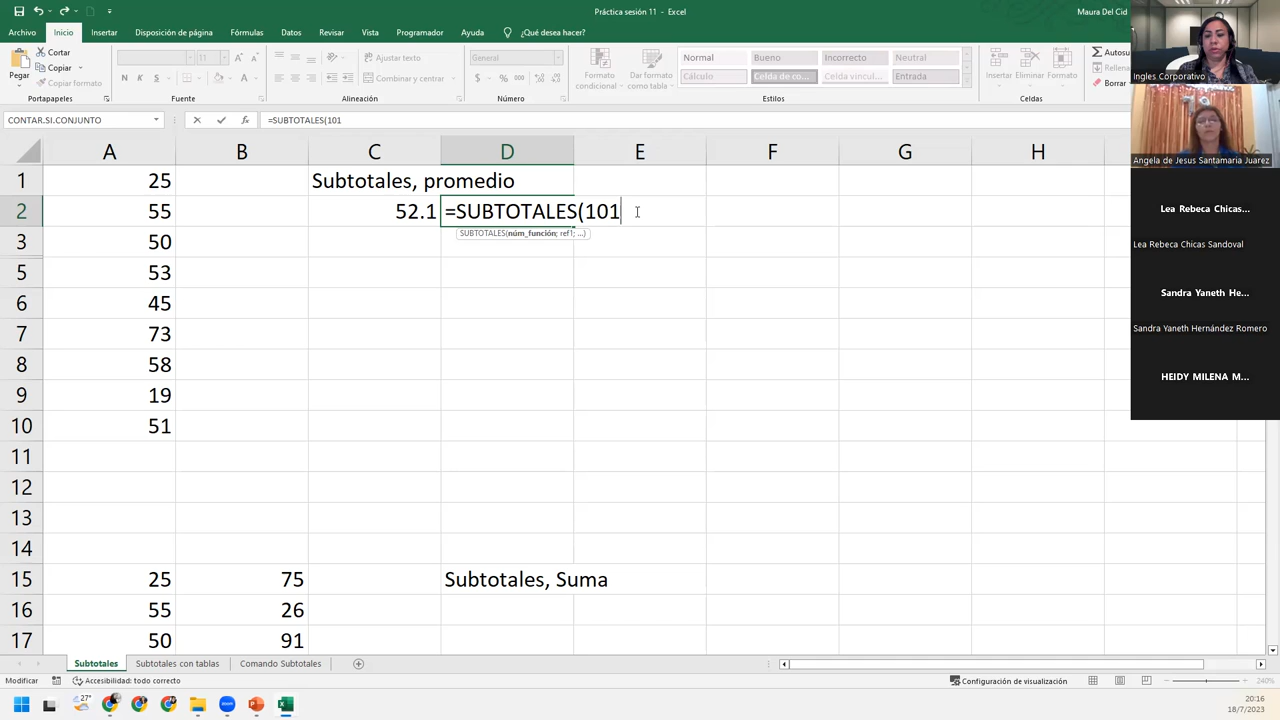 Práctica sesión 11 - Excel
Maura Del Cid
Archivo Inicio Insertar Disposición de página Fórmulas Datos Revisar Vista Programador Ayuda ¿Qué desea hacer?
Pegar
Cortar
Copiar
Copiar formato
Portapapeles
11
N K S
Fuente
Ajustar texto
Combinar y centrar
Alineación
General
Número
Formato condicional
Dar formato como tabla
Normal Bueno Incorrecto Neutral
Cálculo Celda de co... Celda vincul... Entrada
Estilos
Insertar Eliminar Formato
Celdas
Autosu
Rellena
Borrar
CONTAR.SI.CONJUNTO
=SUBTOTALES(101
A B C D E F G H
1 25 Subtotales, promedio
2 55 52.1 =SUBTOTALES(101
SUBTOTALES(núm_función; ref1; ...)
3 50
5 53
6 45
7 73
8 58
9 19
10 51
11
12
13
14
15 25 75 Subtotales, Suma
16 55 26
17 50 91
Subtotales Subtotales con tablas Comando Subtotales
Modificar Accesibilidad: todo correcto Configuración de visualización 240%
27°
20:16
18/7/2023
Ingles Corporativo
Angela de Jesus Santamaria Juarez
Lea Rebeca Chicas...
Lea Rebeca Chicas Sandoval
Sandra Yaneth He...
Sandra Yaneth Hernández Romero
HEIDY MILENA M...